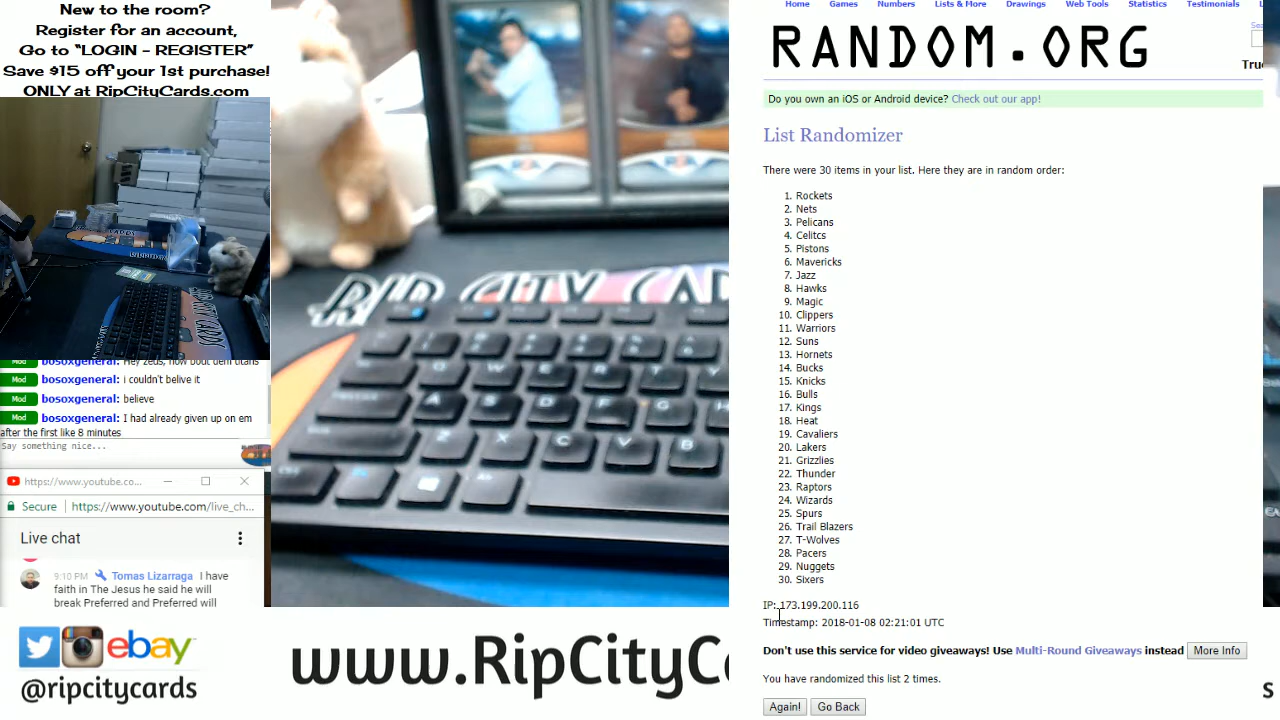 New to the room?
Register for an account,
Go to “LOGIN - REGISTER”
Save $15 off your 1st purchase!
ONLY at RipCityCards.com
Mod bosoxgeneral: Hey zeus, how bout dem titans
Mod bosoxgeneral: i couldn't belive it
Mod bosoxgeneral: believe
Mod bosoxgeneral: I had already given up on em
after the first like 8 minutes
Say something nice...
https://www.youtube.co...
Secure https://www.youtube.com/live_ch...
Live chat
9:10 PM Tomas Lizarraga I have
faith in The Jesus he said he will
break Preferred and Preferred will
ebay
@ripcitycards
RIP CITY CA
Q W E R T Y
A S D F G H
Z X C V B
www.RipCityC
Home Games Numbers Lists & More Drawings Web Tools Statistics Testimonials
RANDOM.ORG
Do you own an iOS or Android device? Check out our app!
List Randomizer
There were 30 items in your list. Here they are in random order:
1. Rockets
2. Nets
3. Pelicans
4. Celitcs
5. Pistons
6. Mavericks
7. Jazz
8. Hawks
9. Magic
10. Clippers
11. Warriors
12. Suns
13. Hornets
14. Bucks
15. Knicks
16. Bulls
17. Kings
18. Heat
19. Cavaliers
20. Lakers
21. Grizzlies
22. Thunder
23. Raptors
24. Wizards
25. Spurs
26. Trail Blazers
27. T-Wolves
28. Pacers
29. Nuggets
30. Sixers
IP: 173.199.200.116
Timestamp: 2018-01-08 02:21:01 UTC
Don't use this service for video giveaways! Use Multi-Round Giveaways instead More Info
You have randomized this list 2 times.
Again! Go Back